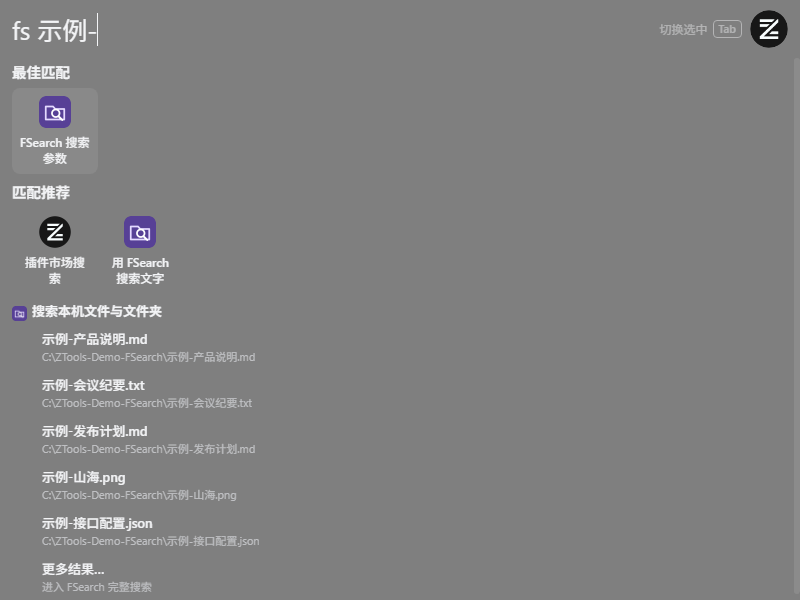 fs 示例-
切换选中 Tab
最佳匹配
FSearch 搜索
参数
匹配推荐
插件市场搜
索
用 FSearch
搜索文字
搜索本机文件与文件夹
示例-产品说明.md
C:\ZTools-Demo-FSearch\示例-产品说明.md
示例-会议纪要.txt
C:\ZTools-Demo-FSearch\示例-会议纪要.txt
示例-发布计划.md
C:\ZTools-Demo-FSearch\示例-发布计划.md
示例-山海.png
C:\ZTools-Demo-FSearch\示例-山海.png
示例-接口配置.json
C:\ZTools-Demo-FSearch\示例-接口配置.json
更多结果...
进入 FSearch 完整搜索